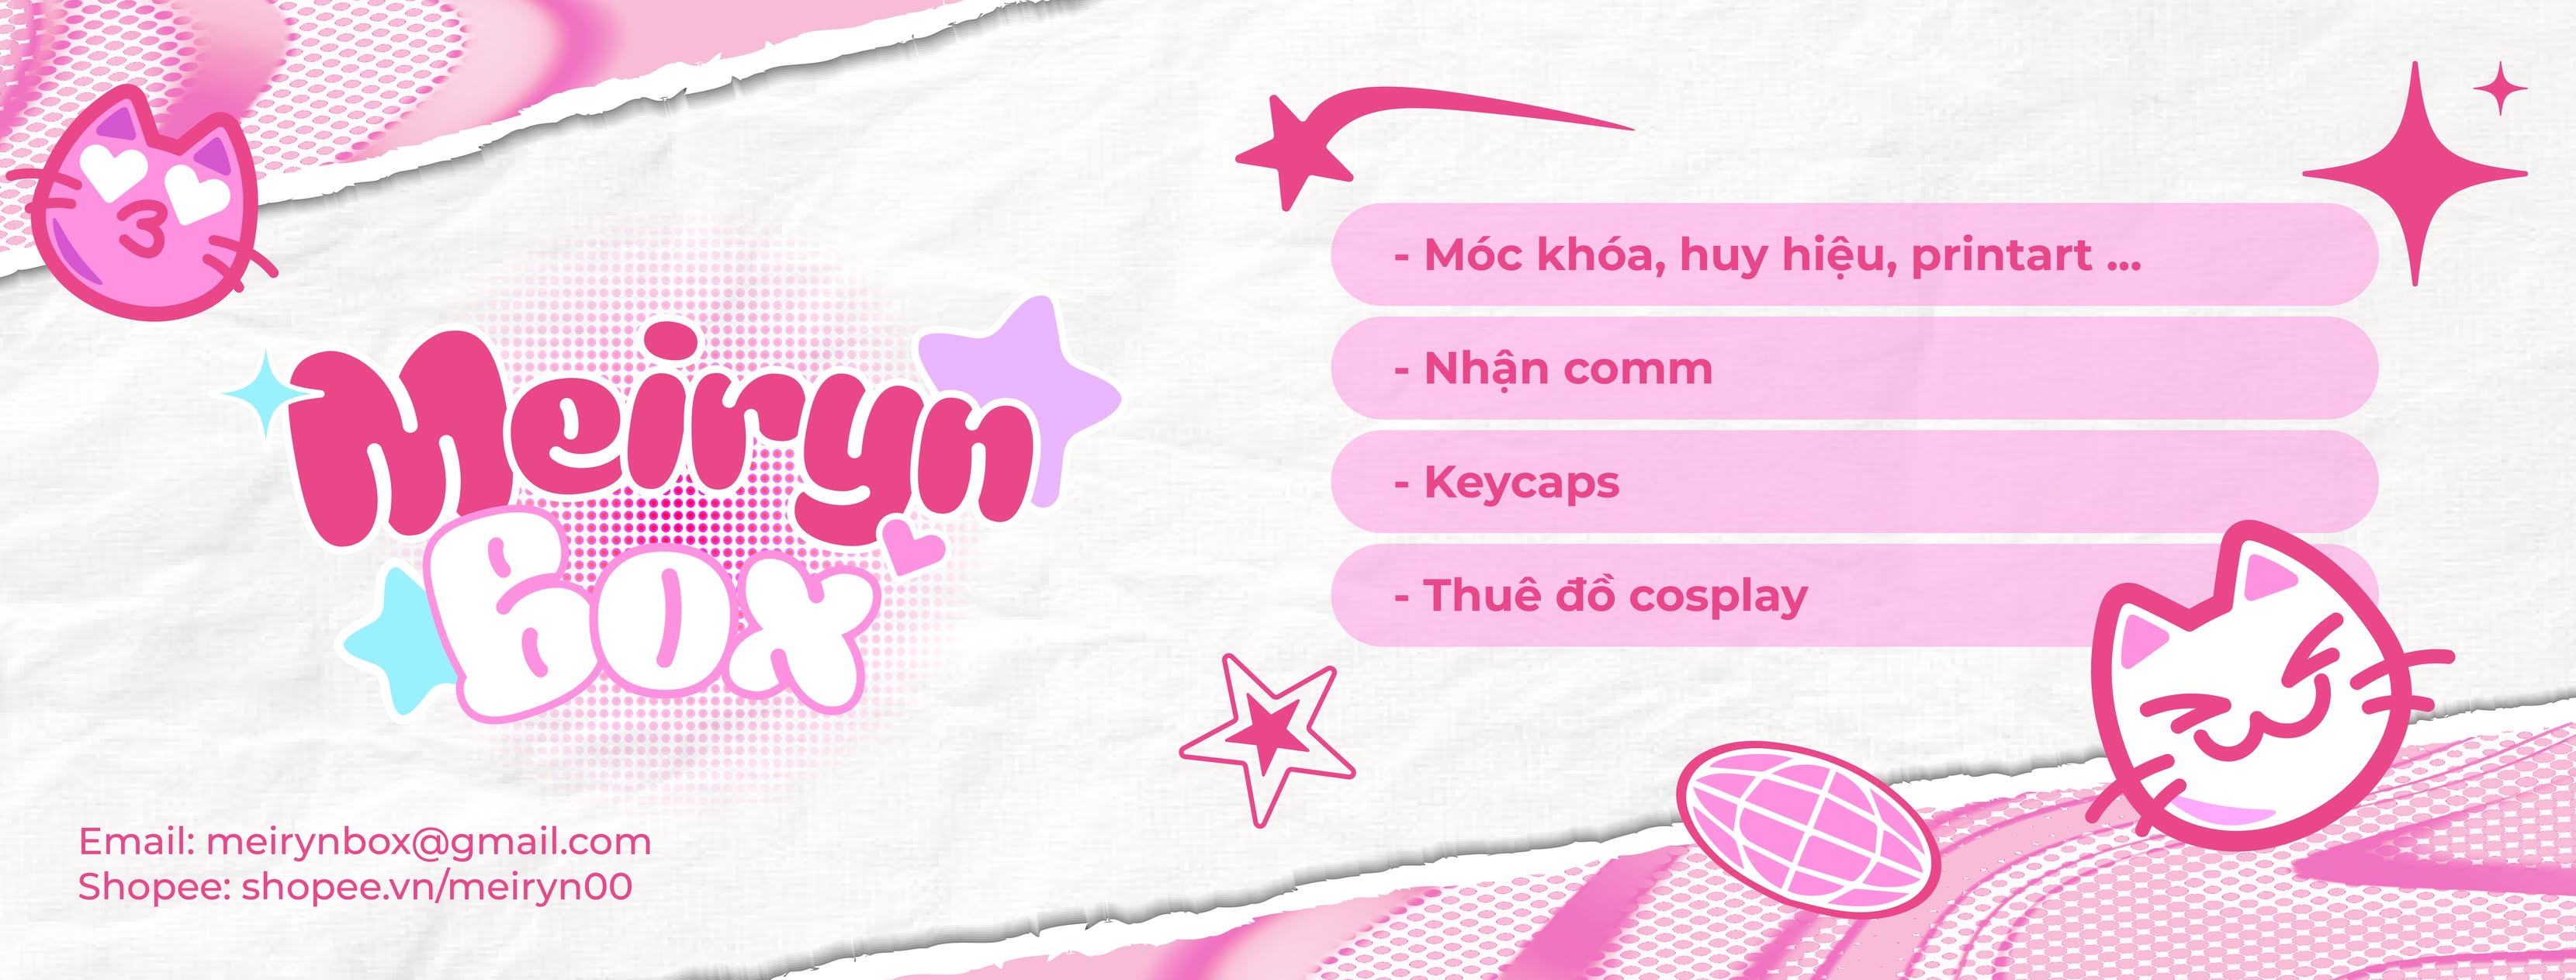 Meiryn
Box
- Móc khóa, huy hiệu, printart ...
- Nhận comm
- Keycaps
- Thuê đồ cosplay
Email: meirynbox@gmail.com
Shopee: shopee.vn/meiryn00